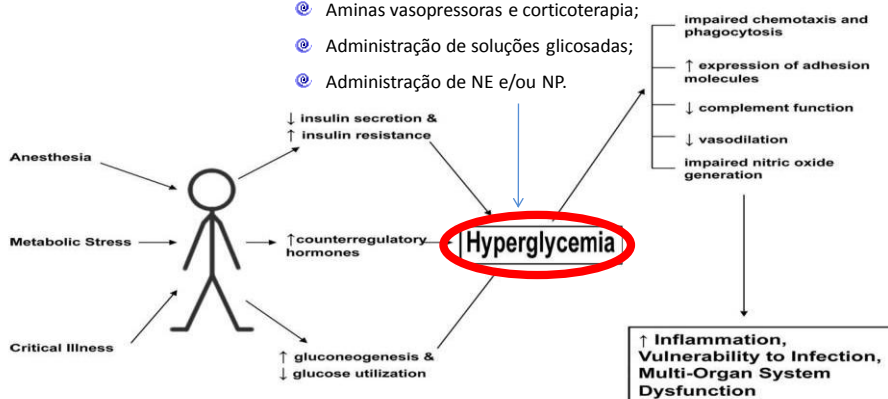 Aminas vasopressoras e corticoterapia;
Administração de soluções glicosadas;
Administração de NE e/ou NP.
Anesthesia
Metabolic Stress
Critical Illness
↓ insulin secretion &
↑ insulin resistance
↑counterregulatory
hormones
↑ gluconeogenesis &
↓ glucose utilization
Hyperglycemia
impaired chemotaxis and
phagocytosis
↑ expression of adhesion
molecules
↓ complement function
↓ vasodilation
impaired nitric oxide
generation
↑ Inflammation,
Vulnerability to Infection,
Multi-Organ System
Dysfunction